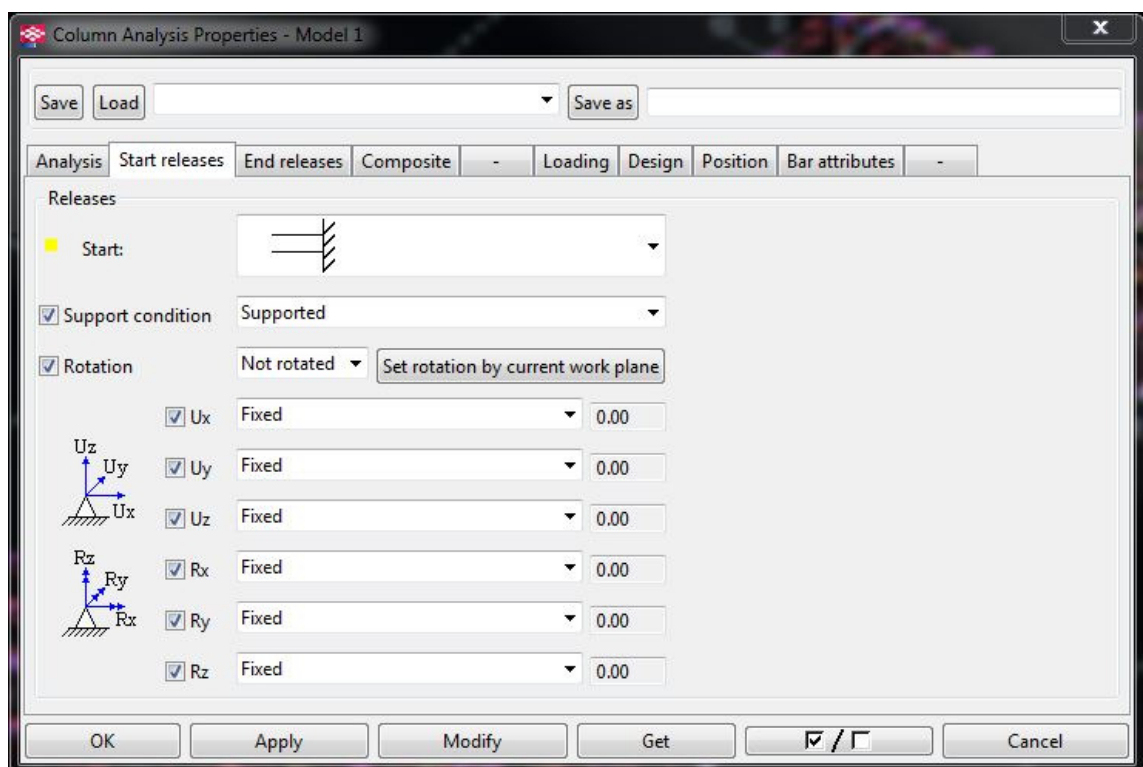 Column Analysis Properties - Model 1
x
Save Load Save as
Analysis Start releases End releases Composite - Loading Design Position Bar attributes -
Releases
Start:
Support condition Supported
Rotation Not rotated Set rotation by current work plane
Ux Fixed 0.00
Uz
Uy
Ux
Uy Fixed 0.00
Uz Fixed 0.00
Rz
Ry
Rx
Rx Fixed 0.00
Ry Fixed 0.00
Rz Fixed 0.00
OK Apply Modify Get / Cancel